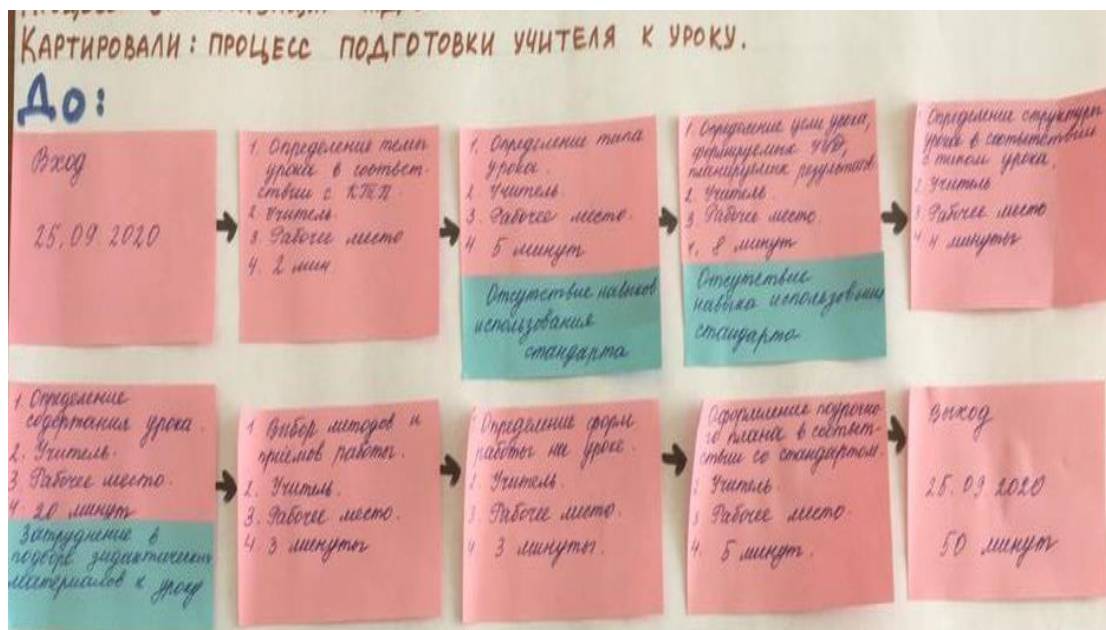 Картировали: процесс подготовки учителя к уроку.
До:
Вход
25.09.2020
1. Определение темы
урока в соответ-
ствии с КТП.
2. Учитель.
3. Рабочее место
4. 2 мин
1. Определение типа
урока.
2. Учитель.
3. Рабочее место.
4 5 минут
Отсутствие навыков
использования
стандарта
1. Определение цели урока,
формируемых УУД,
планируемых результатов
2. Учитель
3. Рабочее место.
4. 8 минут
Отсутствие
навыка использования
стандарта
1 Определение структуры
урока в соответствии
с типом урока.
2 Учитель
3 Рабочее место
4 4 минуты
1. Определение
содержания урока.
2. Учитель.
3 Рабочее место.
4. 20 минут
Затруднение в
подборе дидактических
материалов к уроку
1 Выбор методов и
приёмов работы.
2. Учитель.
3. Рабочее место.
4. 3 минуты
1 Определение форм
работы на уроке.
2. Учитель.
3. Рабочее место.
4 3 минуты.
Оформление поурочно-
го плана в соответ-
ствии со стандартом.
2 Учитель.
3 Рабочее место.
4. 5 минут.
Выход
25.09.2020
50 минут